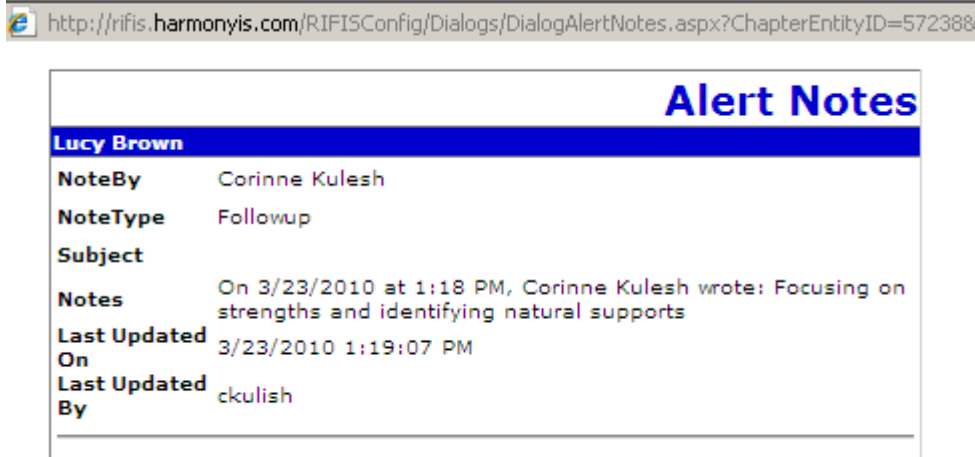 http://rifis.harmonyis.com/RIFISConfig/Dialogs/DialogAlertNotes.aspx?ChapterEntityID=572388&
Alert Notes
Lucy Brown
NoteBy Corinne Kulesh
NoteType Followup
Subject
Notes On 3/23/2010 at 1:18 PM, Corinne Kulesh wrote: Focusing on
strengths and identifying natural supports
Last Updated On 3/23/2010 1:19:07 PM
Last Updated By ckulish